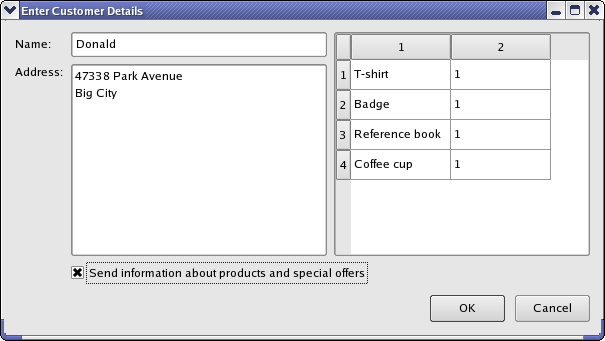 Enter Customer Details
Name: Donald
Address: 47338 Park Avenue
Big City
1 2
1 T-shirt 1
2 Badge 1
3 Reference book 1
4 Coffee cup 1
Send information about products and special offers
OK Cancel